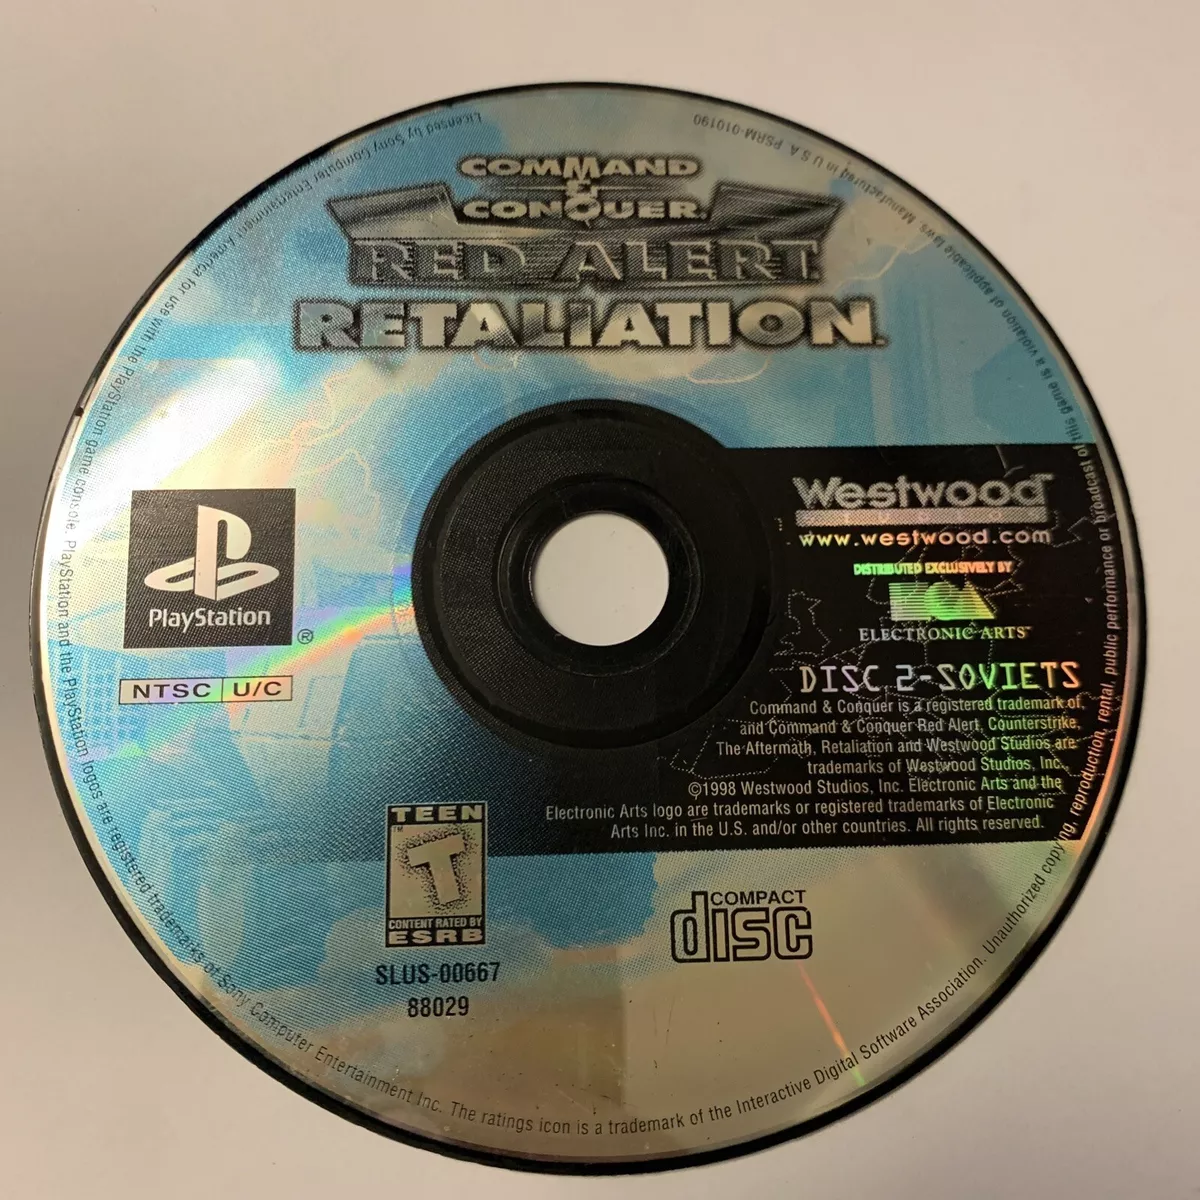 COMMAND
&
CONQUER.
RED ALERT
RETALIATION
PlayStation
®
NTSC U/C
Westwood
STUDIOS
www.westwood.com
DISTRIBUTED EXCLUSIVELY BY
ELECTRONIC ARTS™
DISC 2-SOVIETS
Command & Conquer is a registered trademark of,
and Command & Conquer Red Alert, Counterstrike,
The Aftermath, Retaliation and Westwood Studios are
trademarks of Westwood Studios, Inc.
©1998 Westwood Studios, Inc. Electronic Arts and the
Electronic Arts logo are trademarks or registered trademarks of Electronic
Arts Inc. in the U.S. and/or other countries. All rights reserved.
TEEN
TM
T
CONTENT RATED BY
ESRB
SLUS-00667
88029
COMPACT
disc
Licensed by Sony Computer Entertainment America for use with the PlayStation game console. PlayStation and the PlayStation logos are registered trademarks of Sony Computer Entertainment Inc. The ratings icon is a trademark of the Interactive Digital Software Association. Unauthorized copying, reproduction, rental, public performance or broadcast of this game is a violation of applicable laws. Manufactured in U.S.A. PSRM-010190